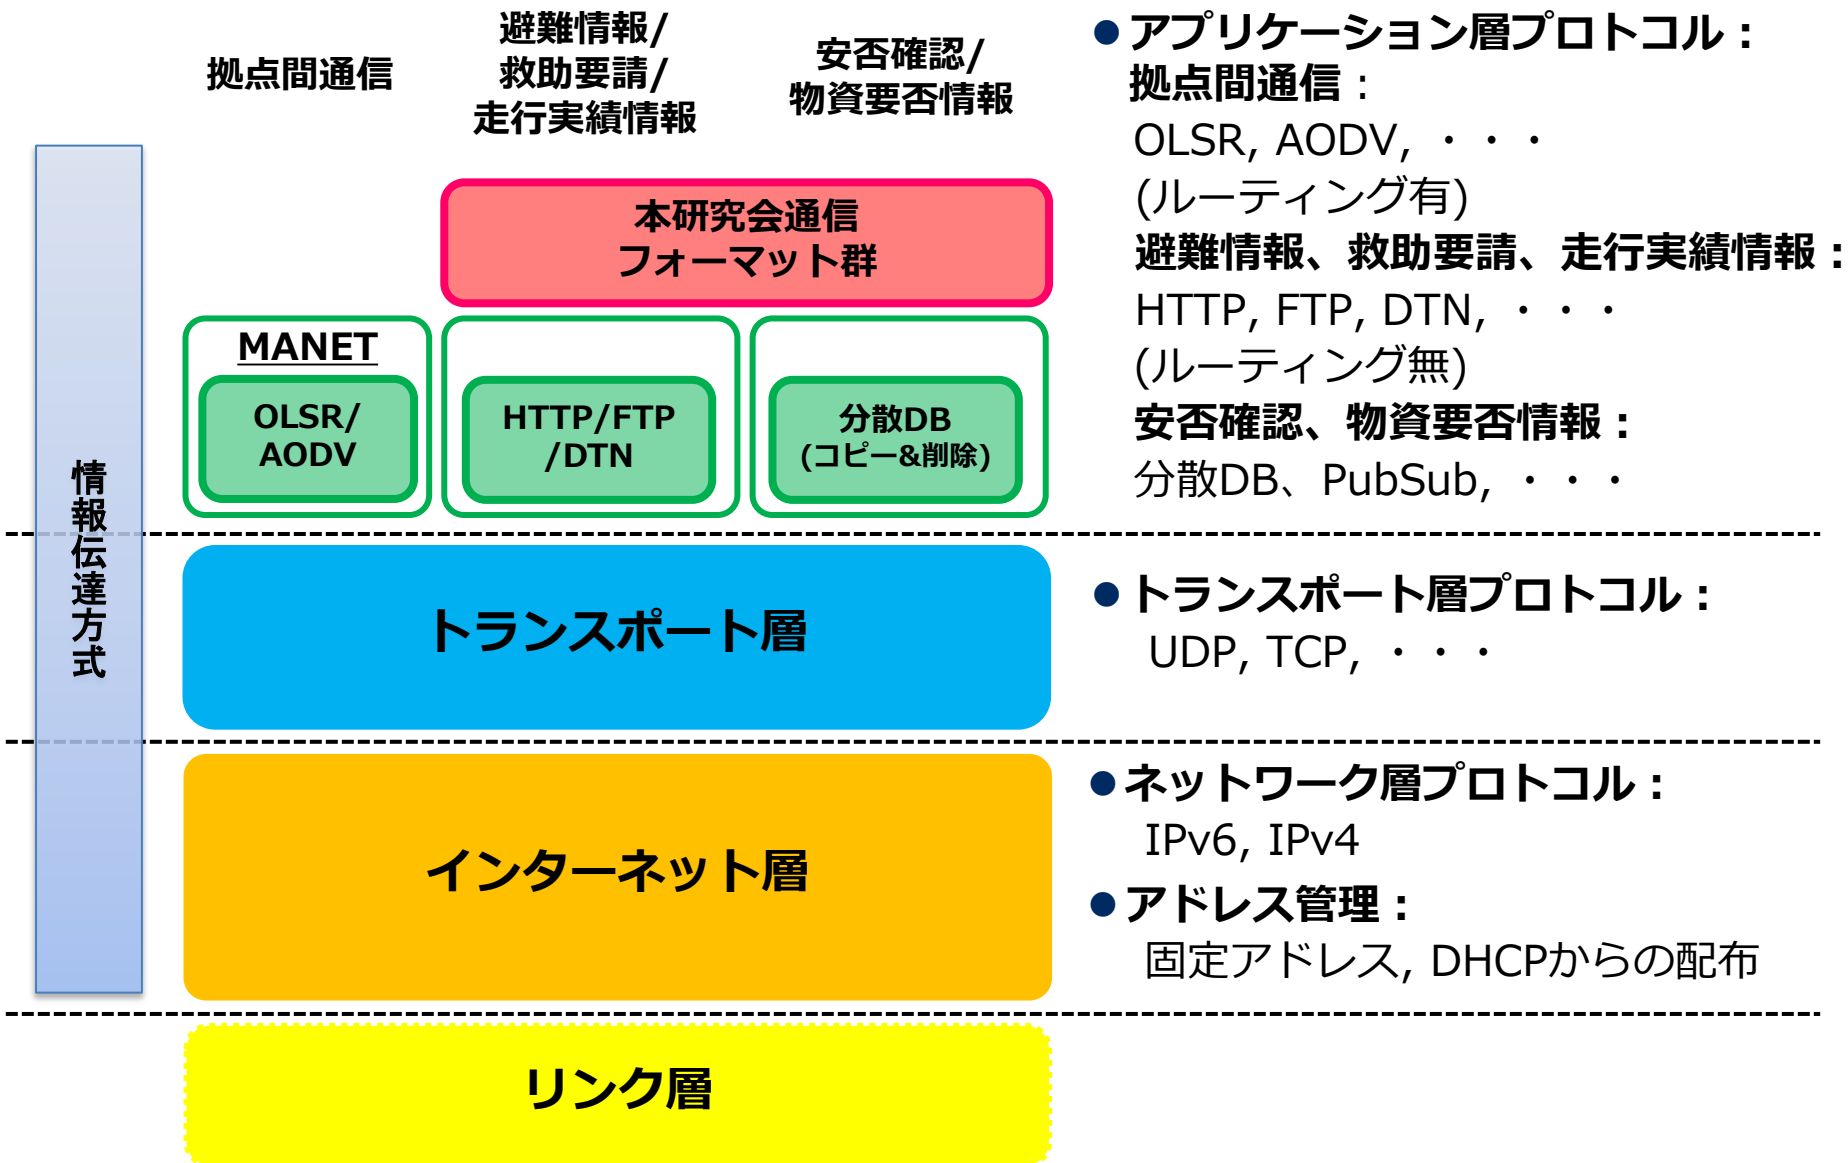 拠点間通信
避難情報/
救助要請/
走行実績情報
安否確認/
物資要否情報
本研究会通信
フォーマット群
MANET
OLSR/
AODV
HTTP/FTP
/DTN
分散DB
(コピー&削除)
情報伝達方式
トランスポート層
インターネット層
リンク層
●アプリケーション層プロトコル：
拠点間通信：
OLSR, AODV, ・・・
(ルーティング有)
避難情報、救助要請、走行実績情報：
HTTP, FTP, DTN, ・・・
(ルーティング無)
安否確認、物資要否情報：
分散DB、PubSub, ・・・
●トランスポート層プロトコル：
UDP, TCP, ・・・
●ネットワーク層プロトコル：
IPv6, IPv4
●アドレス管理：
固定アドレス, DHCPからの配布